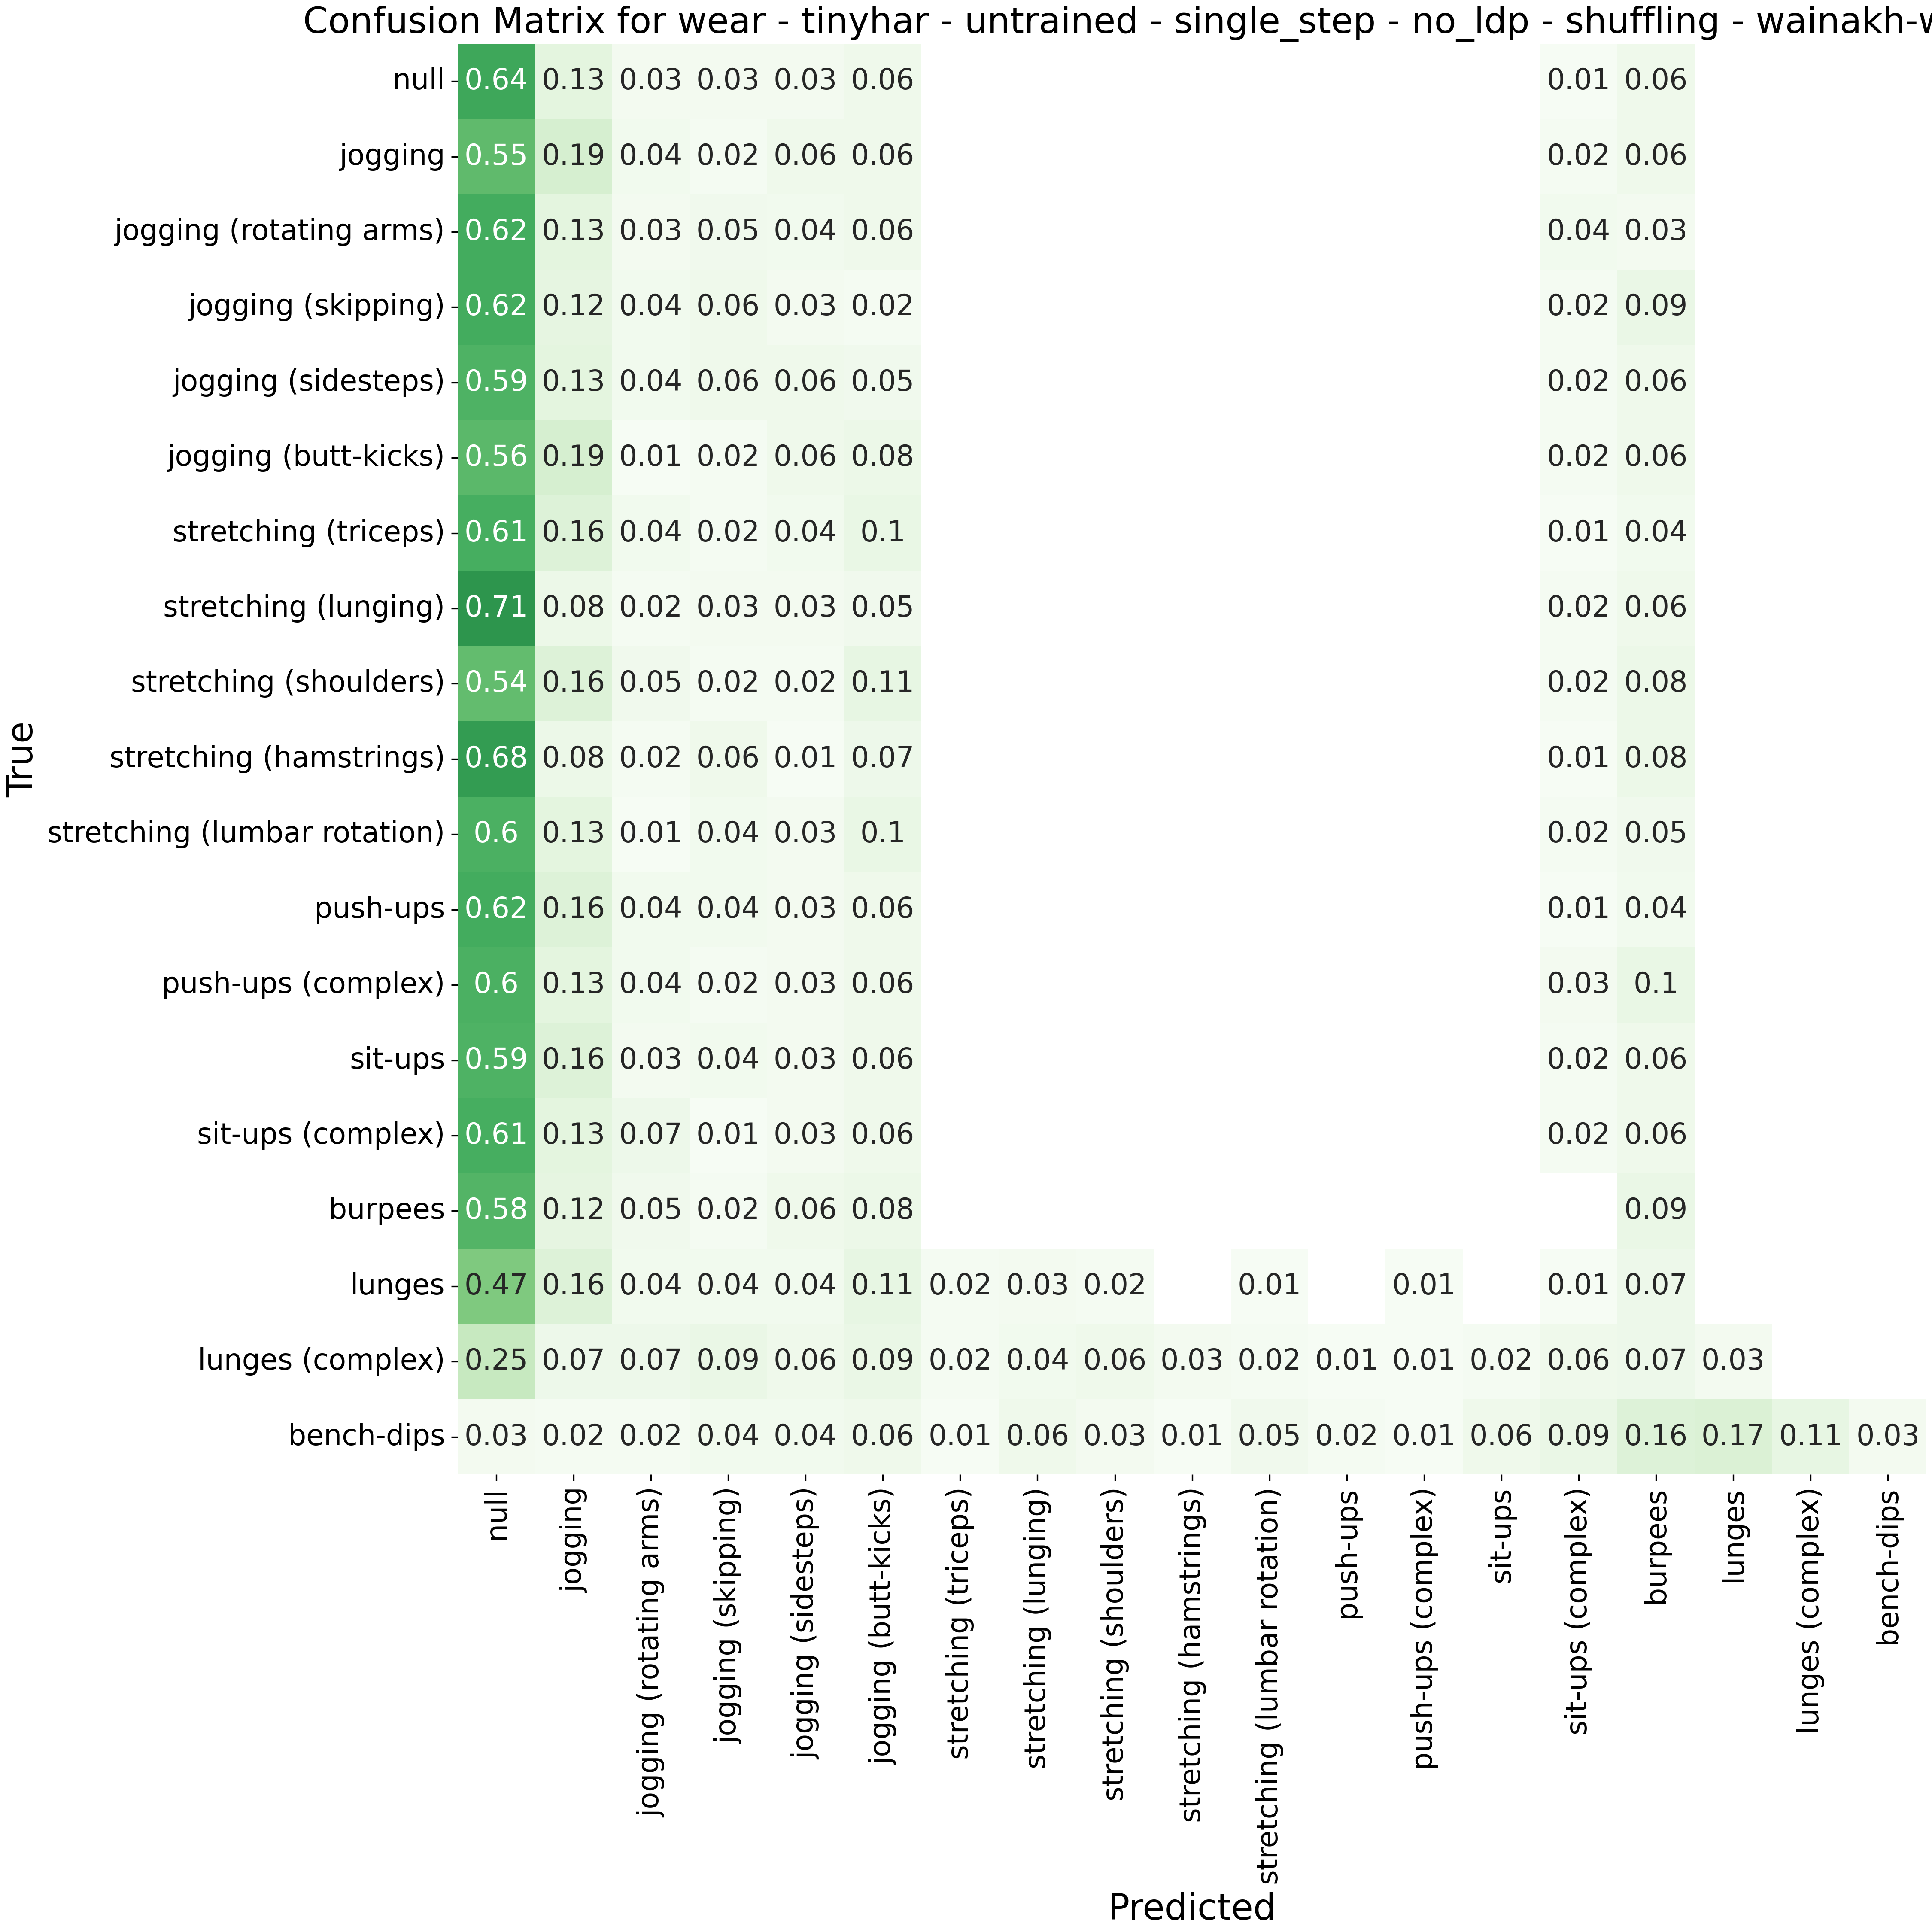 Confusion Matrix for wear - tinyhar - untrained - single_step - no_ldp - shuffling - wainakh-w
null 0.64 0.13 0.03 0.03 0.03 0.06 0.01 0.06
jogging 0.55 0.19 0.04 0.02 0.06 0.06 0.02 0.06
jogging (rotating arms) 0.62 0.13 0.03 0.05 0.04 0.06 0.04 0.03
jogging (skipping) 0.62 0.12 0.04 0.06 0.03 0.02 0.02 0.09
jogging (sidesteps) 0.59 0.13 0.04 0.06 0.06 0.05 0.02 0.06
jogging (butt-kicks) 0.56 0.19 0.01 0.02 0.06 0.08 0.02 0.06
stretching (triceps) 0.61 0.16 0.04 0.02 0.04 0.1 0.01 0.04
stretching (lunging) 0.71 0.08 0.02 0.03 0.03 0.05 0.02 0.06
stretching (shoulders) 0.54 0.16 0.05 0.02 0.02 0.11 0.02 0.08
stretching (hamstrings) 0.68 0.08 0.02 0.06 0.01 0.07 0.01 0.08
stretching (lumbar rotation) 0.6 0.13 0.01 0.04 0.03 0.1 0.02 0.05
push-ups 0.62 0.16 0.04 0.04 0.03 0.06 0.01 0.04
push-ups (complex) 0.6 0.13 0.04 0.02 0.03 0.06 0.03 0.1
sit-ups 0.59 0.16 0.03 0.04 0.03 0.06 0.02 0.06
sit-ups (complex) 0.61 0.13 0.07 0.01 0.03 0.06 0.02 0.06
burpees 0.58 0.12 0.05 0.02 0.06 0.08 0.09
lunges 0.47 0.16 0.04 0.04 0.04 0.11 0.02 0.03 0.02 0.01 0.01 0.01 0.07
lunges (complex) 0.25 0.07 0.07 0.09 0.06 0.09 0.02 0.04 0.06 0.03 0.02 0.01 0.01 0.02 0.06 0.07 0.03
bench-dips 0.03 0.02 0.02 0.04 0.04 0.06 0.01 0.06 0.03 0.01 0.05 0.02 0.01 0.06 0.09 0.16 0.17 0.11 0.03
True
null
jogging
jogging (rotating arms)
jogging (skipping)
jogging (sidesteps)
jogging (butt-kicks)
stretching (triceps)
stretching (lunging)
stretching (shoulders)
stretching (hamstrings)
stretching (lumbar rotation)
push-ups
push-ups (complex)
sit-ups
sit-ups (complex)
burpees
lunges
lunges (complex)
bench-dips
Predicted